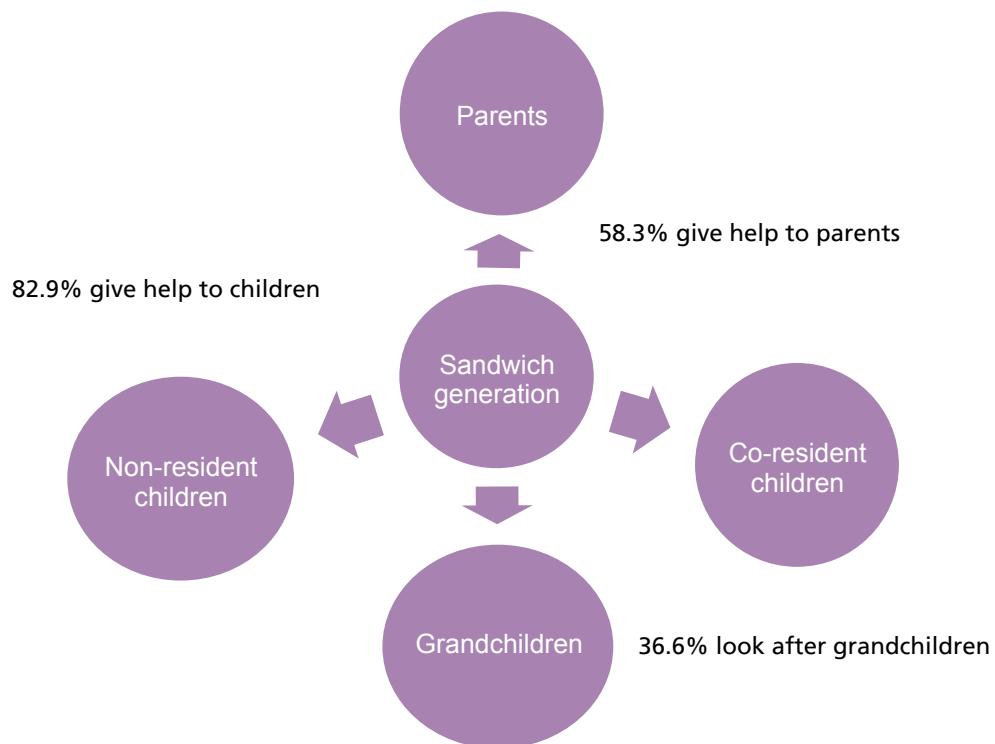 Parents
58.3% give help to parents
82.9% give help to children
Sandwich
generation
Non-resident
children
Co-resident
children
Grandchildren
36.6% look after grandchildren